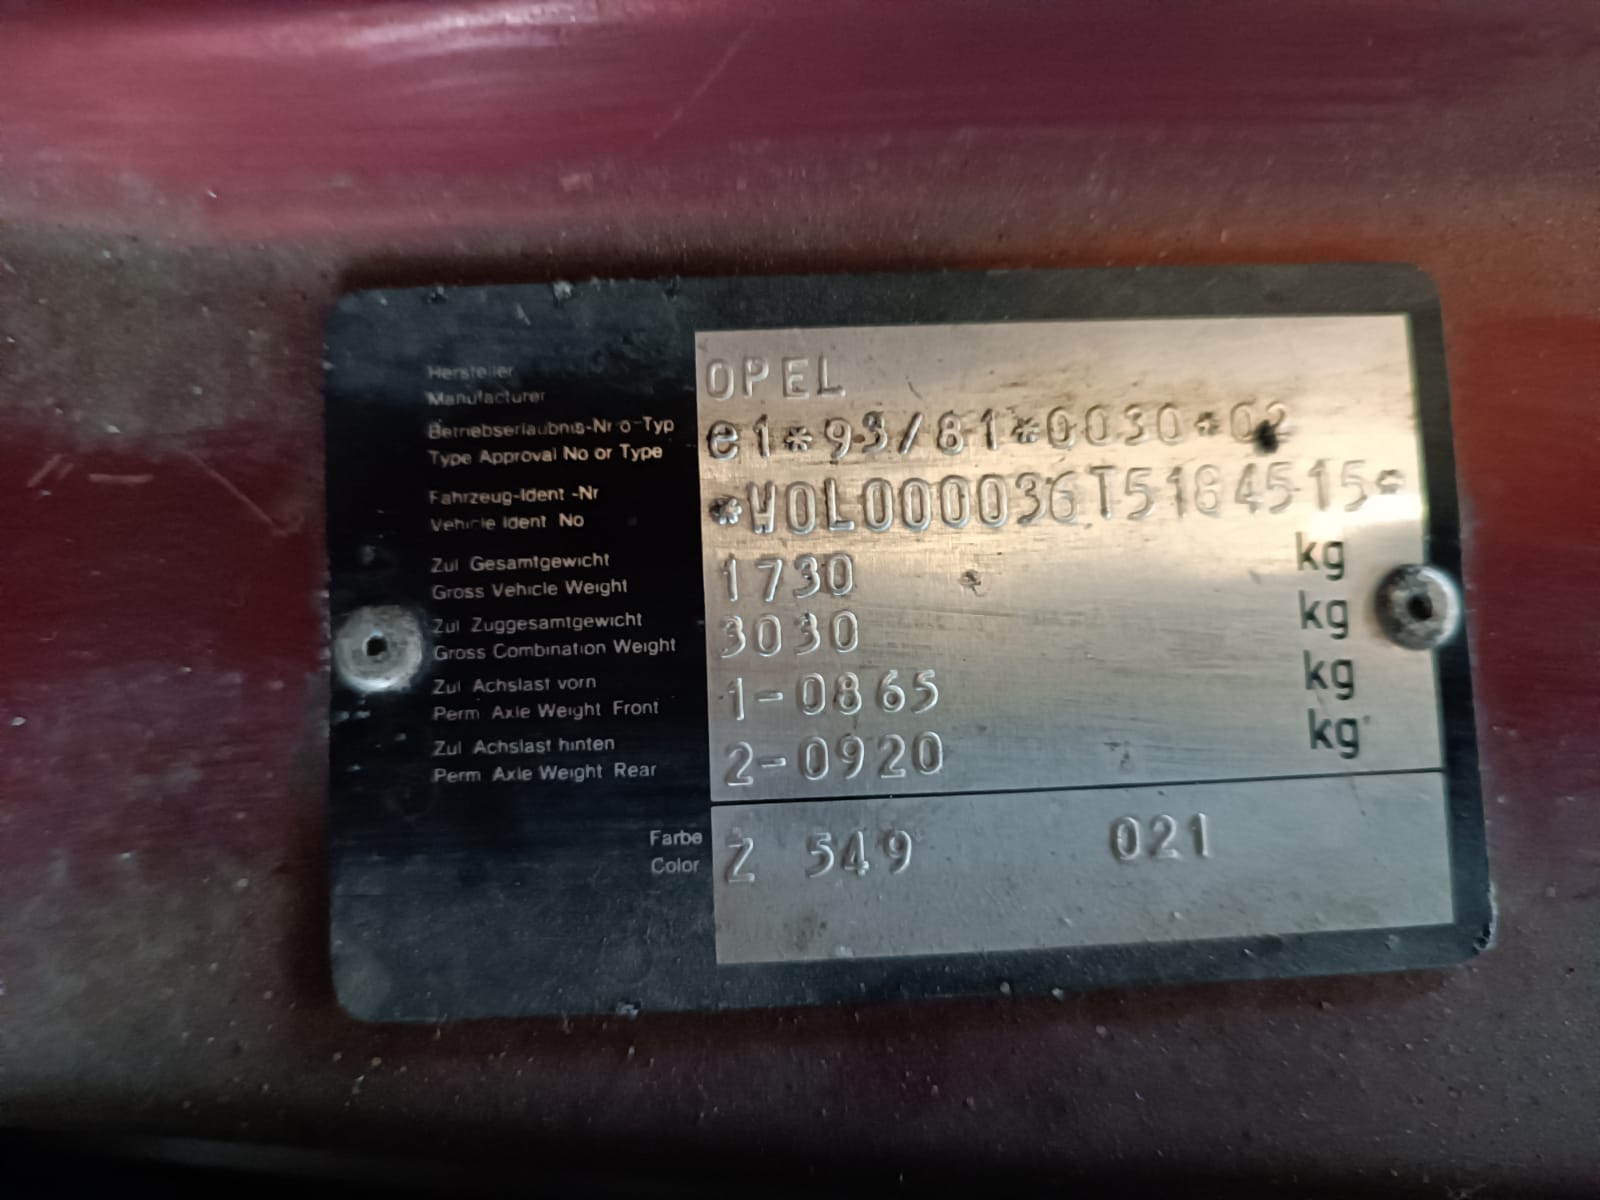 Hersteller
Manufacturer
OPEL
Betriebserlaubnis-Nr o-Typ
Type Approval No or Type
e1*93/81*0030*02
Fahrzeug-Ident -Nr
Vehicle Ident No
*W0L000036T5184515*
Zul Gesamtgewicht
Gross Vehicle Weight
1730 kg
Zul Zuggesamtgewicht
Gross Combination Weight
3030 kg
Zul Achslast vorn
Perm Axle Weight Front
1-0865 kg
Zul Achslast hinten
Perm Axle Weight Rear
2-0920 kg
Farbe
Color
Z 549 021